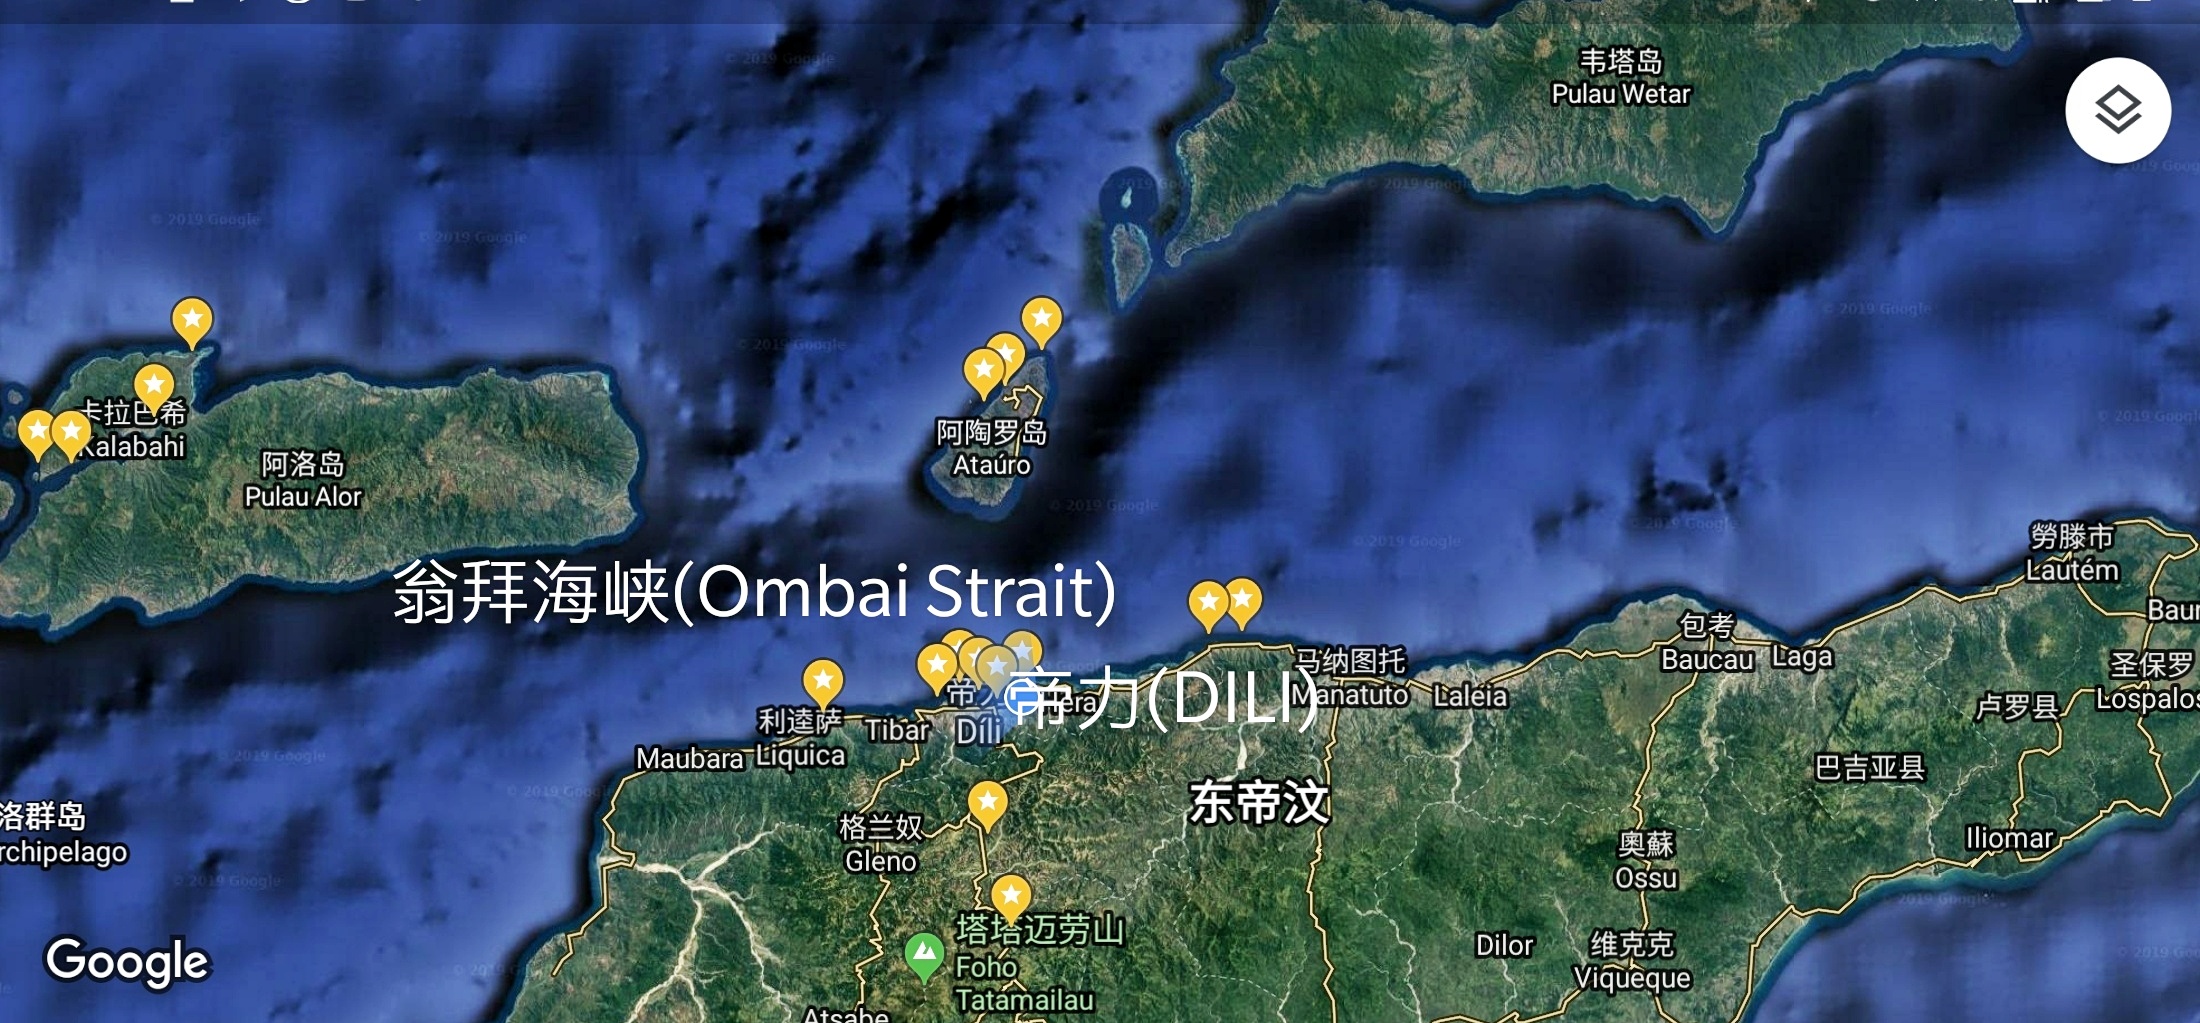 韦塔岛
Pulau Wetar
© 2019 Google
卡拉巴希
Kalabahi
阿洛岛
Pulau Alor
阿陶罗岛
Ataúro
翁拜海峡(Ombai Strait)
勞滕市
Lautém
包考
Baucau
Laga
圣保罗
Lospalos
卢罗县
马纳图托
Manatuto
Laleia
帝力(DILI)
Díli
利逵萨
Liquica
Tibar
Maubara
东帝汶
巴吉亚县
洛群岛
rchipelago
格兰奴
Gleno
奧蘇
Ossu
Iliomar
塔塔迈劳山
Foho
Tatamailau
Dilor
维克克
Viqueque
Atsabe
Google